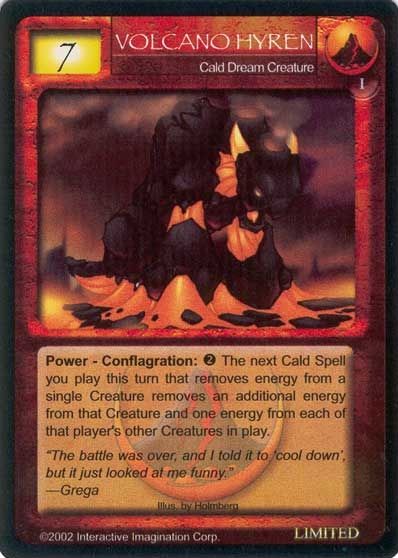 7
VOLCANO HYREN
Cald Dream Creature
I
Power - Conflagration: ❷ The next Cald Spell
you play this turn that removes energy from a
single Creature removes an additional energy
from that Creature and one energy from each of
that player's other Creatures in play.
“The battle was over, and I told it to ‘cool down’,
but it just looked at me funny.”
—Grega
Illus. by Holmberg
©2002 Interactive Imagination Corp.
LIMITED